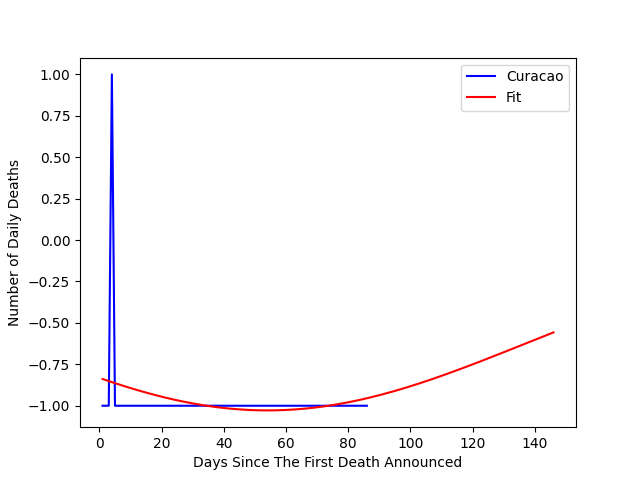 Curacao
Fit
1.00
0.75
0.50
0.25
0.00
−0.25
−0.50
−0.75
−1.00
Number of Daily Deaths
0 20 40 60 80 100 120 140
Days Since The First Death Announced